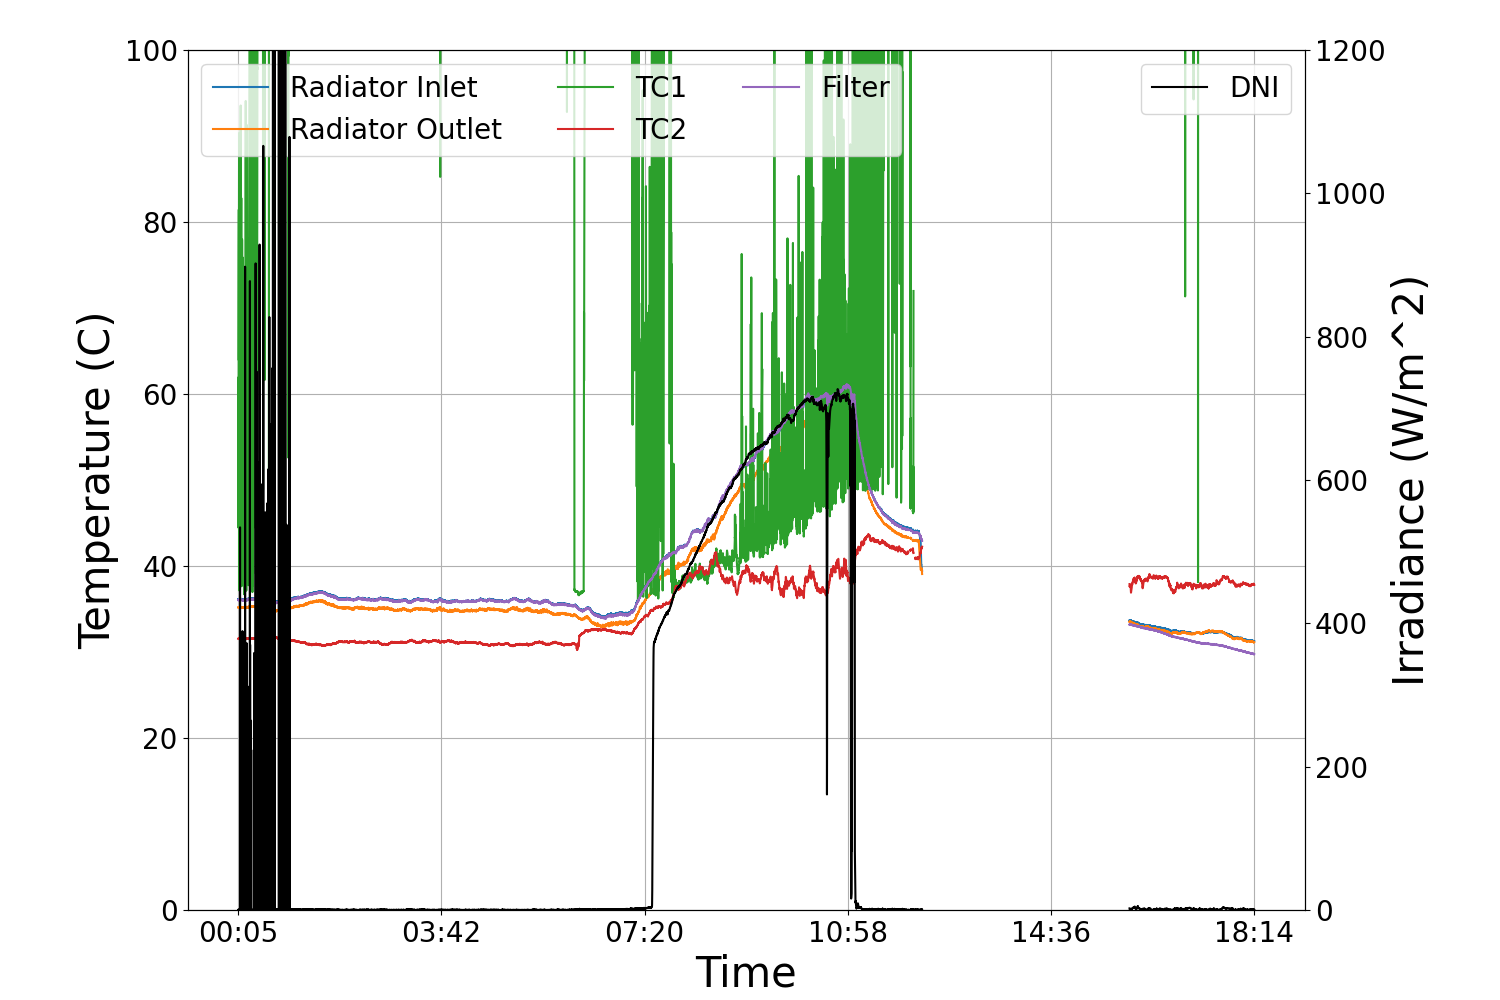 100
80
60
40
20
0
Temperature (C)
Radiator Inlet
Radiator Outlet
TC1
TC2
Filter
DNI
1200
1000
800
600
400
200
0
Irradiance (W/m^2)
00:05 03:42 07:20 10:58 14:36 18:14
Time